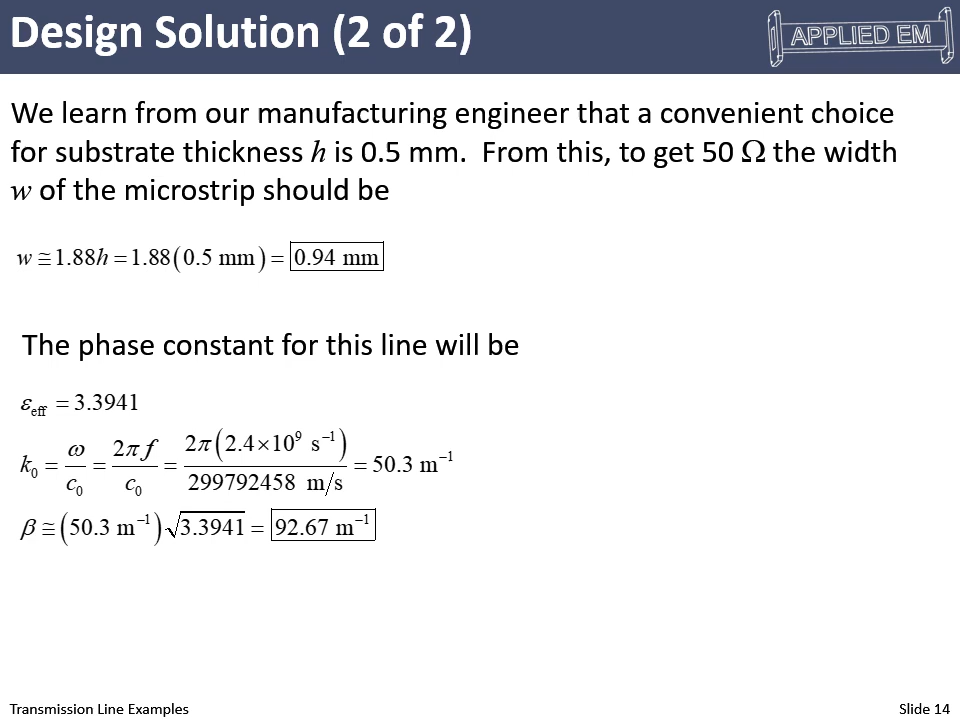 Design Solution (2 of 2)
APPLIED EM
We learn from our manufacturing engineer that a convenient choice
for substrate thickness h is 0.5 mm. From this, to get 50 Ω the width
w of the microstrip should be
w ≅ 1.88h = 1.88(0.5 mm) = 0.94 mm
The phase constant for this line will be
ε_eff = 3.3941
k₀ = ω/c₀ = 2πf/c₀ = 2π(2.4×10⁹ s⁻¹)/(299792458 m/s) = 50.3 m⁻¹
β ≅ (50.3 m⁻¹)√3.3941 = 92.67 m⁻¹
Transmission Line Examples
Slide 14